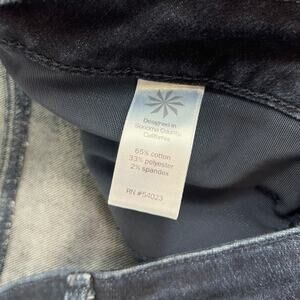 Designed in
Sonoma County,
California
65% cotton
33% polyester
2% spandex
RN #54023